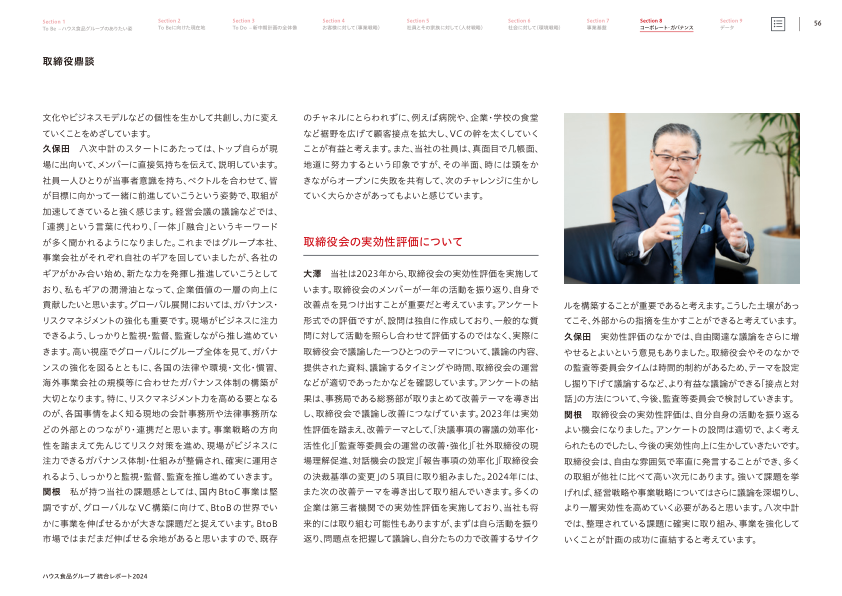 Section 1
To Be －ハウス食品グループのありたい姿
Section 2
To Beに向けた現在地
Section 3
To Do －新中期計画の全体像
Section 4
お客様に対して（事業戦略）
Section 5
社員とその家族に対して（人材戦略）
Section 6
社会に対して（環境戦略）
Section 7
事業基盤
Section 8
コーポレート・ガバナンス
Section 9
データ
56
取締役鼎談
文化やビジネスモデルなどの個性を生かして共創し、力に変え
ていくことをめざしています。
久保田　八次中計のスタートにあたっては、トップ自らが現
場に出向いて、メンバーに直接気持ちを伝えて、説明しています。
社員一人ひとりが当事者意識を持ち、ベクトルを合わせて、皆
が目標に向かって一緒に前進していこうという姿勢で、取組が
加速してきていると強く感じます。経営会議の議論などでは、
「連携」という言葉に代わり、「一体」「融合」というキーワード
が多く聞かれるようになりました。これまではグループ本社、
事業会社がそれぞれ自社のギアを回していましたが、各社の
ギアがかみ合い始め、新たな力を発揮し推進していこうとして
おり、私もギアの潤滑油となって、企業価値の一層の向上に
貢献したいと思います。グローバル展開においては、ガバナンス・
リスクマネジメントの強化も重要です。現場がビジネスに注力
できるよう、しっかりと監視・監督、監査しながら推し進めてい
きます。高い視座でグローバルにグループ全体を見て、ガバナ
ンスの強化を図るとともに、各国の法律や環境・文化・慣習、
海外事業会社の規模等に合わせたガバナンス体制の構築が
大切となります。特に、リスクマネジメント力を高める要となる
のが、各国事情をよく知る現地の会計事務所や法律事務所な
どの外部とのつながり・連携だと思います。事業戦略の方向
性を踏まえて先んじてリスク対策を進め、現場がビジネスに
注力できるガバナンス体制・仕組みが整備され、確実に運用さ
れるよう、しっかりと監視・監督、監査を推し進めていきます。
関根　私が持つ当社の課題感としては、国内BtoC事業は堅
調ですが、グローバルなVC構築に向けて、BtoBの世界でい
かに事業を伸ばせるかが大きな課題だと捉えています。BtoB
市場ではまだまだ伸ばせる余地があると思いますので、既存
のチャネルにとらわれずに、例えば病院や、企業・学校の食堂
など裾野を広げて顧客接点を拡大し、VCの幹を太くしていく
ことが有益と考えます。また、当社の社員は、真面目で几帳面、
地道に努力するという印象ですが、その半面、時には頭をか
きながらオープンに失敗を共有して、次のチャレンジに生かし
ていく大らかさがあってもよいと感じています。
取締役会の実効性評価について
大澤　当社は2023年から、取締役会の実効性評価を実施して
います。取締役会のメンバーが一年の活動を振り返り、自身で
改善点を見つけ出すことが重要だと考えています。アンケート
形式での評価ですが、設問は独自に作成しており、一般的な質
問に対して活動を照らし合わせて評価するのではなく、実際に
取締役会で議論した一つひとつのテーマについて、議論の内容、
提供された資料、議論するタイミングや時間、取締役会の運営
などが適切であったかなどを確認しています。アンケートの結
果は、事務局である総務部が取りまとめて改善テーマを導き出
し、取締役会で議論し改善につなげています。2023年は実効
性評価を踏まえ、改善テーマとして、「決議事項の審議の効率化・
活性化」「監査等委員会の運営の改善・強化」「社外取締役の現
場理解促進、対話機会の設定」「報告事項の効率化」「取締役会
の決裁基準の変更」の5項目に取り組みました。2024年には、
また次の改善テーマを導き出して取り組んでいきます。多くの
企業は第三者機関での実効性評価を実施しており、当社も将
来的には取り組む可能性もありますが、まずは自ら活動を振り
返り、問題点を把握して議論し、自分たちの力で改善するサイク
ルを構築することが重要であると考えます。こうした土壌があっ
てこそ、外部からの指摘を生かすことができると考えています。
久保田　実効性評価のなかでは、自由闊達な議論をさらに増
やせるとよいという意見もありました。取締役会やそのなかで
の監査等委員会タイムは時間的制約があるため、テーマを設定
し掘り下げて議論するなど、より有益な議論ができる「接点と対
話」の方法について、今後、監査等委員会で検討していきます。
関根　取締役会の実効性評価は、自分自身の活動を振り返る
よい機会になりました。アンケートの設問は適切で、よく考え
られたものでしたし、今後の実効性向上に生かしていきたいです。
取締役会は、自由な雰囲気で率直に発言することができ、多く
の取組が他社に比べて高い次元にあります。強いて課題を挙
げれば、経営戦略や事業戦略についてはさらに議論を深堀りし、
より一層実効性を高めていく必要があると思います。八次中計
では、整理されている課題に確実に取り組み、事業を強化して
いくことが計画の成功に直結すると考えています。
ハウス食品グループ 統合レポート2024